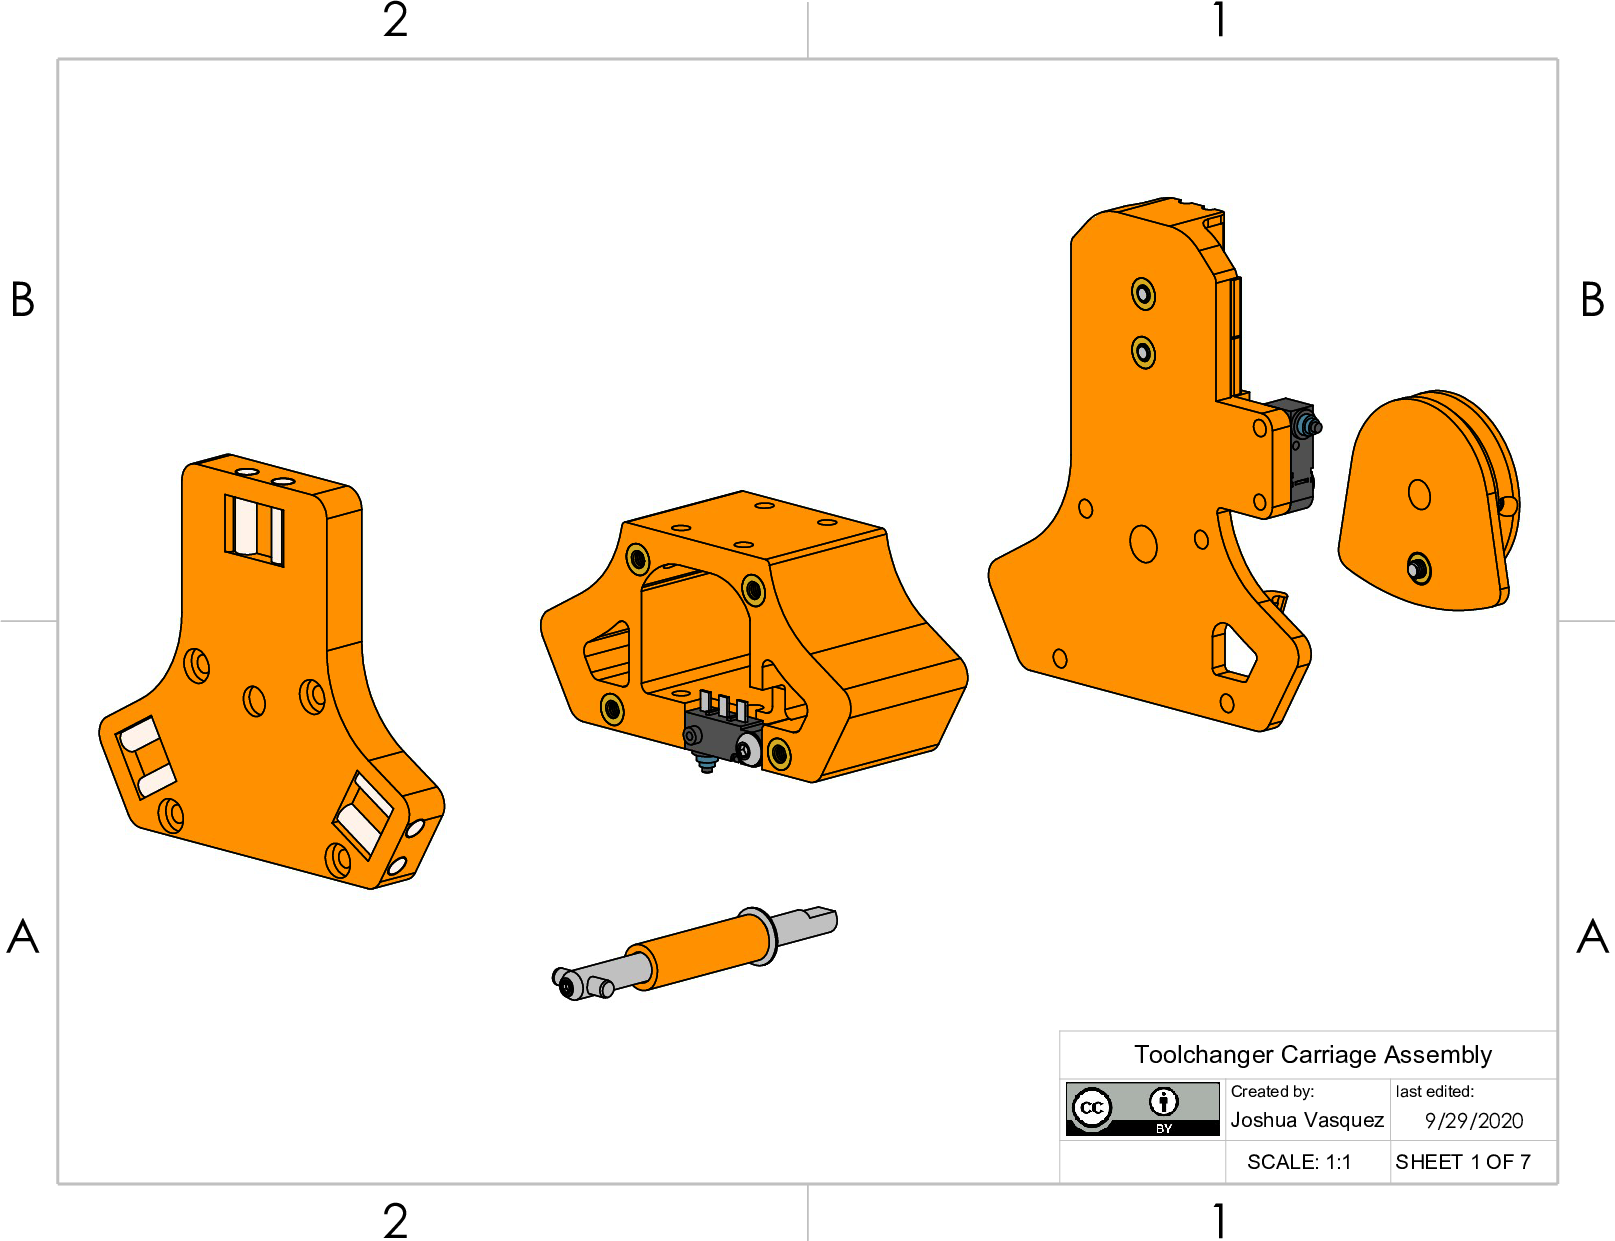 2 1
B B
A A
Toolchanger Carriage Assembly
cc BY
Created by:
Joshua Vasquez
last edited:
9/29/2020
SCALE: 1:1
SHEET 1 OF 7
2 1